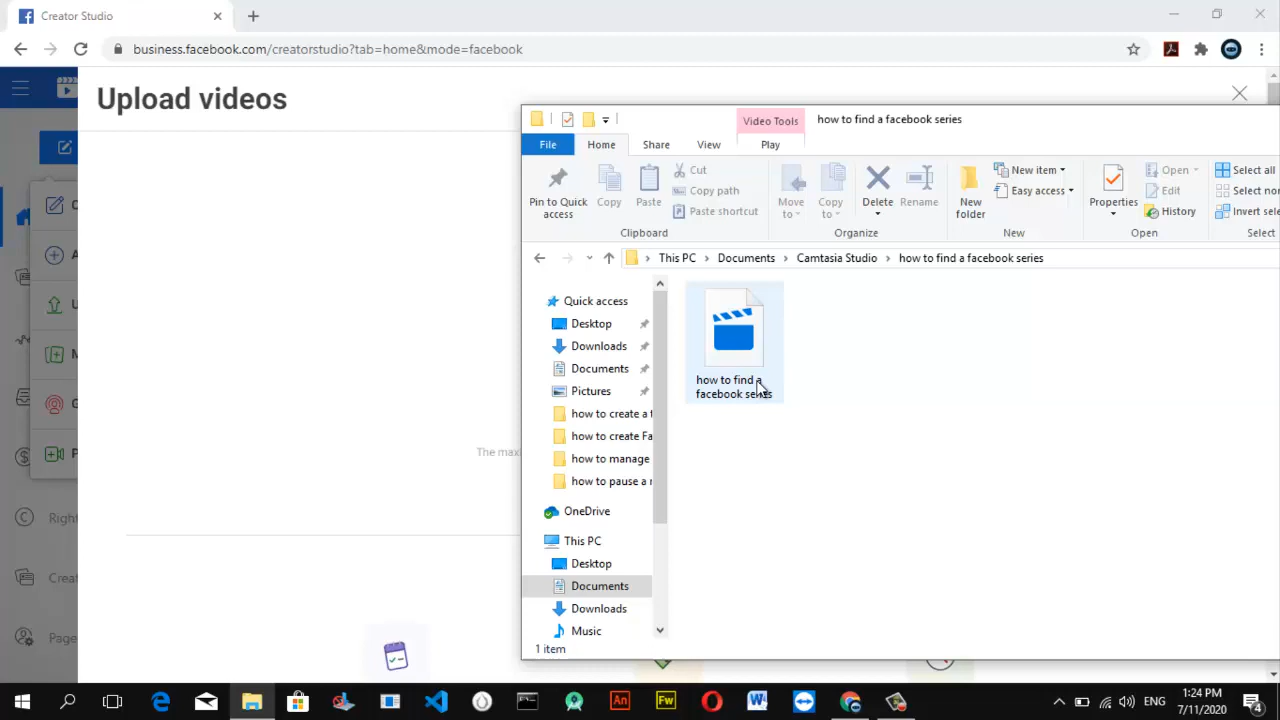 Creator Studio
business.facebook.com/creatorstudio?tab=home&mode=facebook
Upload videos
Video Tools
how to find a facebook series
File
Home
Share
View
Play
Pin to Quick
access
Copy
Paste
Cut
Copy path
Paste shortcut
Clipboard
Move
to
Copy
to
Delete
Rename
Organize
New
folder
New item
Easy access
New
Properties
Open
Edit
History
Open
Select all
Select non
Invert sele
Select
This PC
Documents
Camtasia Studio
how to find a facebook series
Quick access
Desktop
Downloads
Documents
Pictures
how to create a f
how to create Fa
how to manage
how to pause a r
OneDrive
This PC
Desktop
Documents
Downloads
Music
how to find a
facebook series
1 item
The max
Right
Creat
Page
An
Fw
ENG
1:24 PM
7/11/2020
4